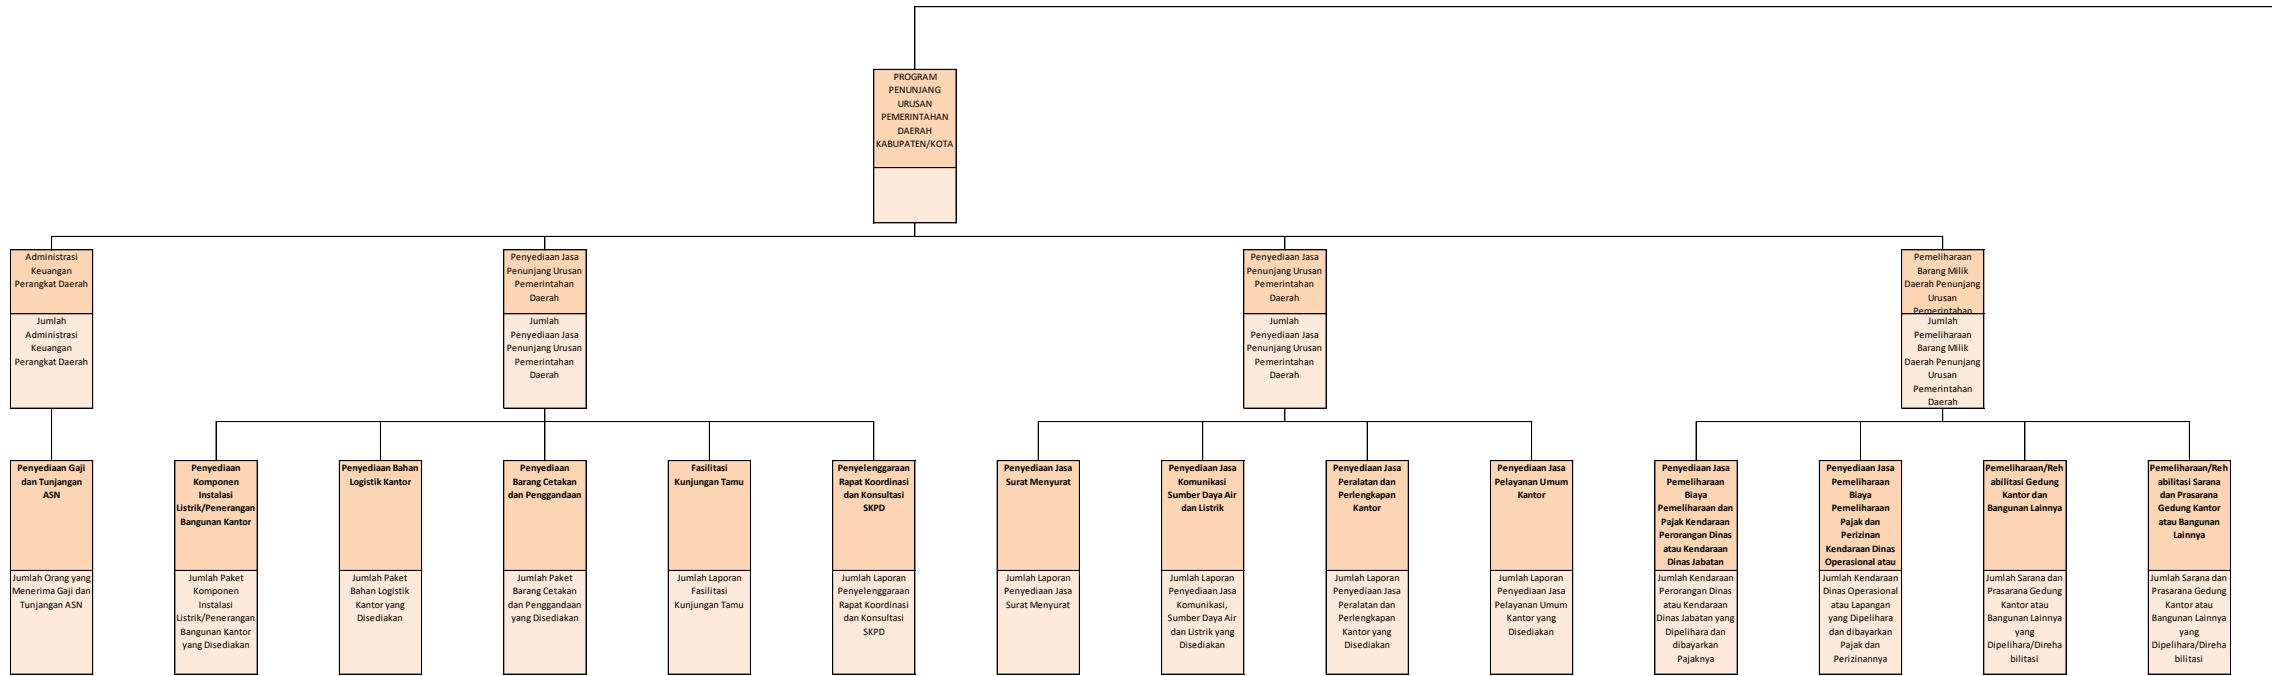 PROGRAM
PENUNJANG
URUSAN
PEMERINTAHAN
DAERAH
KABUPATEN/KOTA
Administrasi
Keuangan
Perangkat Daerah
Jumlah
Administrasi
Keuangan
Perangkat Daerah
Penyediaan Jasa
Penunjang Urusan
Pemerintahan
Daerah
Jumlah
Penyediaan Jasa
Penunjang Urusan
Pemerintahan
Daerah
Penyediaan Jasa
Penunjang Urusan
Pemerintahan
Daerah
Jumlah
Penyediaan Jasa
Penunjang Urusan
Pemerintahan
Daerah
Pemeliharaan
Barang Milik
Daerah Penunjang
Urusan
Pemerintahan
Jumlah
Pemeliharaan
Barang Milik
Daerah Penunjang
Urusan
Pemerintahan
Daerah
Penyediaan Gaji
dan Tunjangan
ASN
Jumlah Orang yang
Menerima Gaji dan
Tunjangan ASN
Penyediaan
Komponen
Instalasi
Listrik/Penerangan
Bangunan Kantor
Jumlah Paket
Komponen
Instalasi
Listrik/Penerangan
Bangunan Kantor
yang Disediakan
Penyediaan Bahan
Logistik Kantor
Jumlah Paket
Bahan Logistik
Kantor yang
Disediakan
Penyediaan
Barang Cetakan
dan Penggandaan
Jumlah Paket
Barang Cetakan
dan Penggandaan
yang Disediakan
Fasilitasi
Kunjungan Tamu
Jumlah Laporan
Fasilitasi
Kunjungan Tamu
Penyelenggaraan
Rapat Koordinasi
dan Konsultasi
SKPD
Jumlah Laporan
Penyelenggaraan
Rapat Koordinasi
dan Konsultasi
SKPD
Penyediaan Jasa
Surat Menyurat
Jumlah Laporan
Penyediaan Jasa
Surat Menyurat
Penyediaan Jasa
Komunikasi
Sumber Daya Air
dan Listrik
Jumlah Laporan
Penyediaan Jasa
Komunikasi,
Sumber Daya Air
dan Listrik yang
Disediakan
Penyediaan Jasa
Peralatan dan
Perlengkapan
Kantor
Jumlah Laporan
Penyediaan Jasa
Peralatan dan
Perlengkapan
Kantor yang
Disediakan
Penyediaan Jasa
Pelayanan Umum
Kantor
Jumlah Laporan
Penyediaan Jasa
Pelayanan Umum
Kantor yang
Disediakan
Penyediaan Jasa
Pemeliharaan
Biaya
Pemeliharaan dan
Pajak Kendaraan
Perorangan Dinas
atau Kendaraan
Dinas Jabatan
Jumlah Kendaraan
Perorangan Dinas
atau Kendaraan
Dinas Jabatan yang
Dipelihara dan
dibayarkan
Pajaknya
Penyediaan Jasa
Pemeliharaan
Biaya
Pemeliharaan
Pajak dan
Perizinan
Kendaraan Dinas
Operasional atau
Jumlah Kendaraan
Dinas Operasional
atau Lapangan
yang Dipelihara
dan dibayarkan
Pajak dan
Perizinannya
Pemeliharaan/Reh
abilitasi Gedung
Kantor dan
Bangunan Lainnya
Jumlah Sarana dan
Prasarana Gedung
Kantor atau
Bangunan Lainnya
yang
Dipelihara/Direha
bilitasi
Pemeliharaan/Reh
abilitasi Sarana
dan Prasarana
Gedung Kantor
atau Bangunan
Lainnya
Jumlah Sarana dan
Prasarana Gedung
Kantor atau
Bangunan Lainnya
yang
Dipelihara/Direha
bilitasi